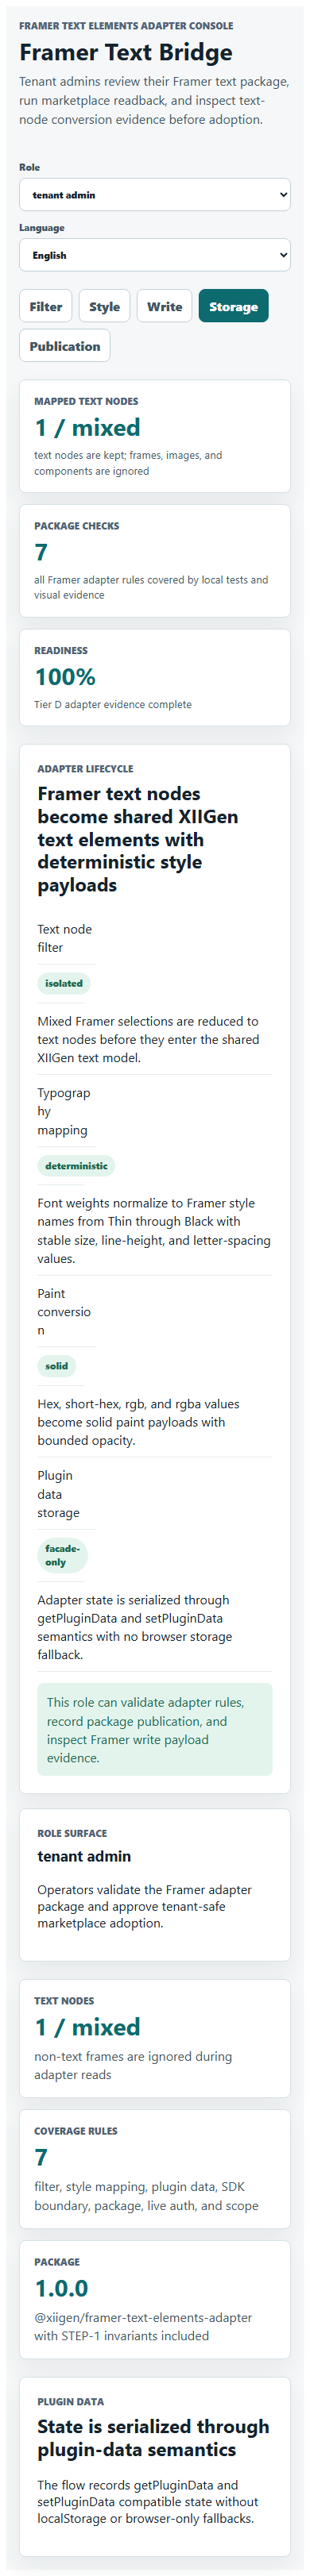 FRAMER TEXT ELEMENTS ADAPTER CONSOLE
Framer Text Bridge
Tenant admins review their Framer text package,
run marketplace readback, and inspect text-
node conversion evidence before adoption.
Role
tenant admin
Language
English
Filter
Style
Write
Storage
Publication
MAPPED TEXT NODES
1 / mixed
text nodes are kept; frames, images, and
components are ignored
PACKAGE CHECKS
7
all Framer adapter rules covered by local tests and
visual evidence
READINESS
100%
Tier D adapter evidence complete
ADAPTER LIFECYCLE
Framer text nodes
become shared XIIGen
text elements with
deterministic style
payloads
Text node
filter
isolated
Mixed Framer selections are reduced to
text nodes before they enter the shared
XIIGen text model.
Typograp
hy
mapping
deterministic
Font weights normalize to Framer style
names from Thin through Black with
stable size, line-height, and letter-spacing
values.
Paint
conversio
n
solid
Hex, short-hex, rgb, and rgba values
become solid paint payloads with
bounded opacity.
Plugin
data
storage
facade-
only
Adapter state is serialized through
getPluginData and setPluginData
semantics with no browser storage
fallback.
This role can validate adapter rules,
record package publication, and
inspect Framer write payload
evidence.
ROLE SURFACE
tenant admin
Operators validate the Framer adapter
package and approve tenant-safe
marketplace adoption.
TEXT NODES
1 / mixed
non-text frames are ignored during
adapter reads
COVERAGE RULES
7
filter, style mapping, plugin data, SDK
boundary, package, live auth, and scope
PACKAGE
1.0.0
@xiigen/framer-text-elements-adapter
with STEP-1 invariants included
PLUGIN DATA
State is serialized through
plugin-data semantics
The flow records getPluginData and
setPluginData compatible state without
localStorage or browser-only fallbacks.